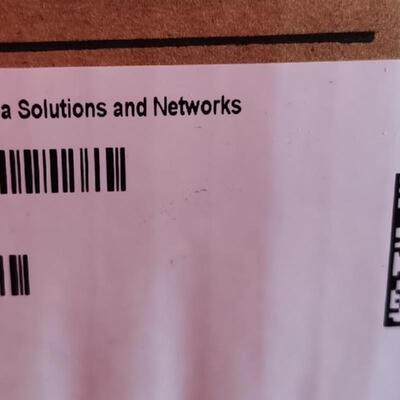 a Solutions and Networks